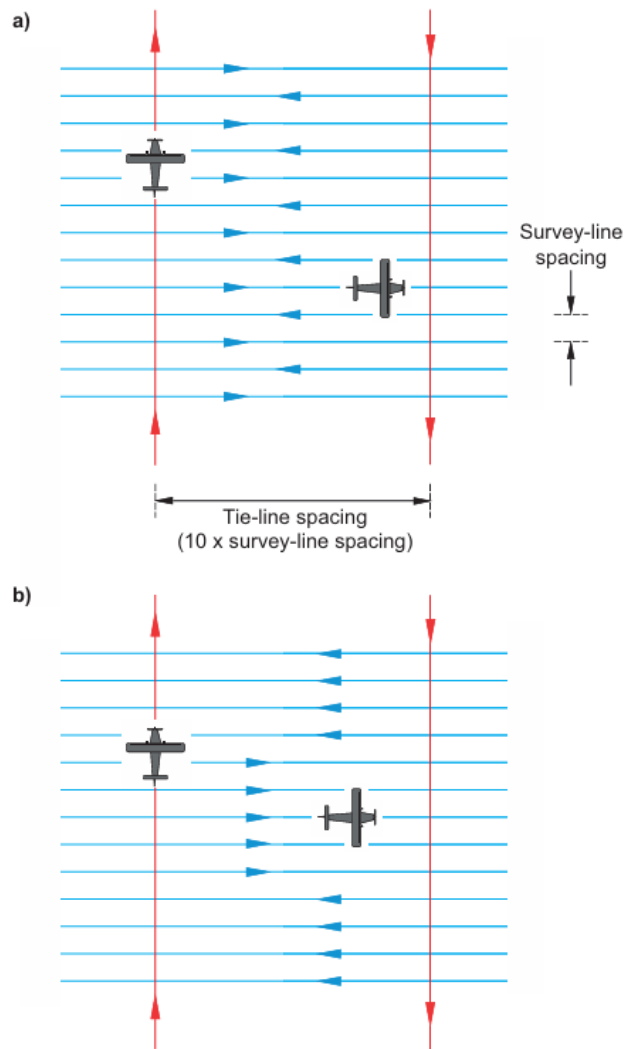 a)
Survey-line
spacing
Tie-line spacing
(10 x survey-line spacing)
b)